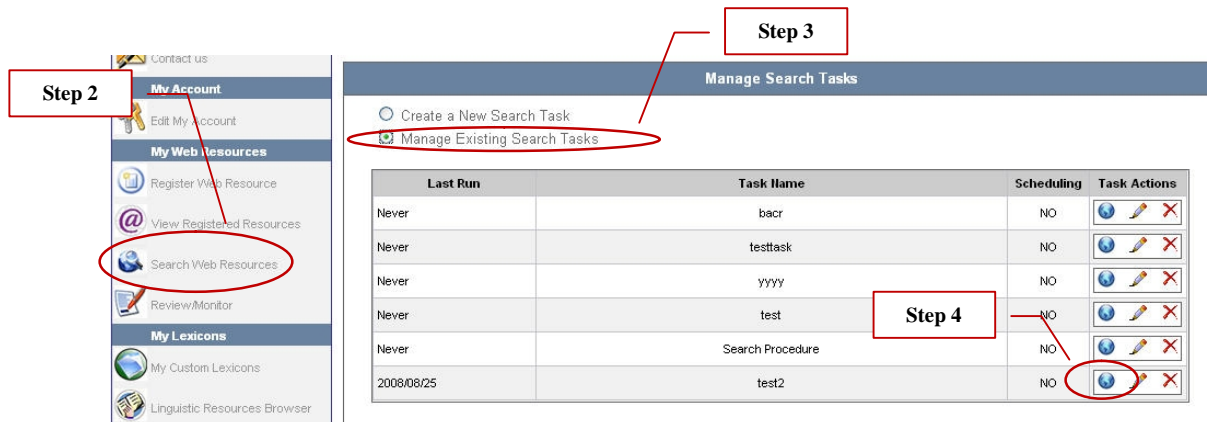 Step 3
Contact us
Step 2
My Account
Edit My Account
My Web Resources
Register Web Resource
View Registered Resources
Search Web Resources
Review/Monitor
My Lexicons
My Custom Lexicons
Linguistic Resources Browser
Manage Search Tasks
Create a New Search Task
Manage Existing Search Tasks
Last Run Task Name Scheduling Task Actions
Never bacr NO
Never testtask NO
Never yyyy NO
Never test NO
Step 4
Never Search Procedure NO
2008/08/25 test2 NO